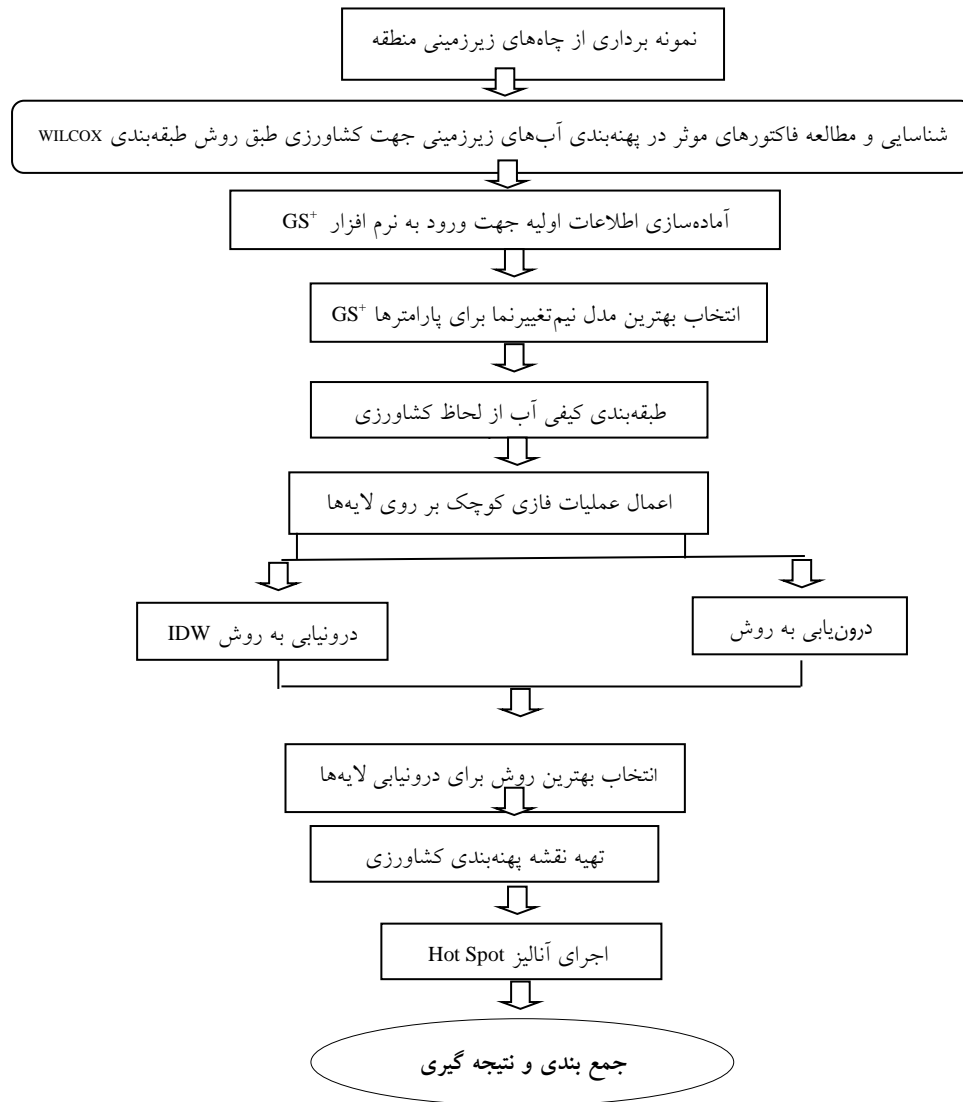 نمونه برداری از چاه‌های زیرزمینی منطقه
شناسایی و مطالعه فاکتورهای موثر در پهنه‌بندی آب‌های زیرزمینی جهت کشاورزی طبق روش طبقه‌بندی WILCOX
آماده‌سازی اطلاعات اولیه جهت ورود به نرم افزار GS+
انتخاب بهترین مدل نیم‌تغییرنما برای پارامترها GS+
طبقه‌بندی کیفی آب از لحاظ کشاورزی
اعمال عملیات فازی کوچک بر روی لایه‌ها
درون‌یابی به روش
درونیابی به روش IDW
انتخاب بهترین روش برای درونیابی لایه‌ها
تهیه نقشه پهنه‌بندی کشاورزی
اجرای آنالیز Hot Spot
جمع بندی و نتیجه گیری